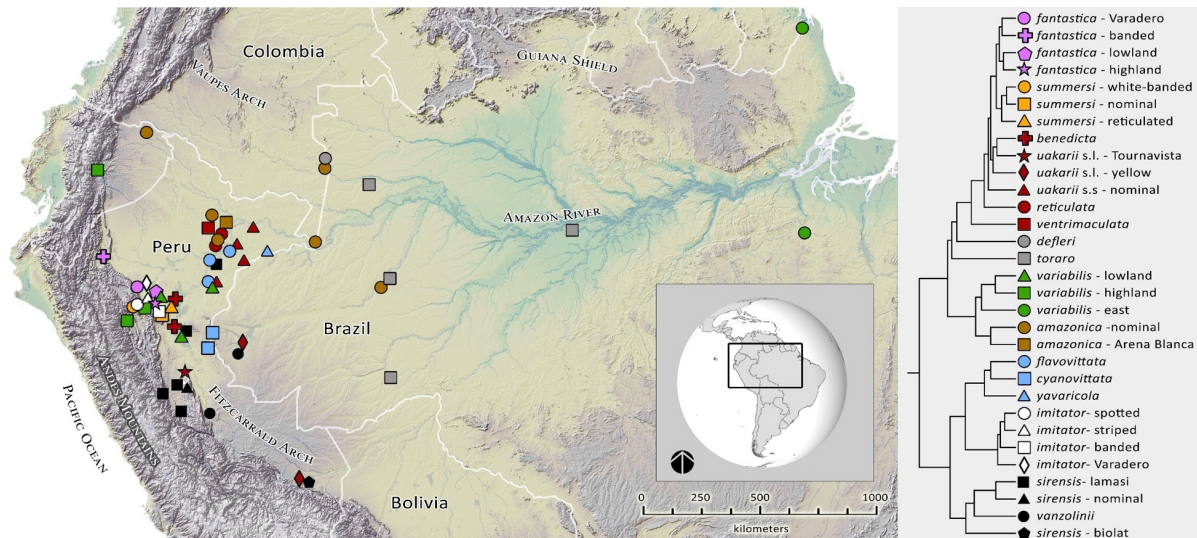 Colombia
VAUPES ARCH
GUIANA SHIELD
AMAZON RIVER
Peru
Brazil
ANDES MOUNTAINS
PACIFIC OCEAN
FITZCARRALD ARCH
Bolivia
0 250 500 1000
kilometers
fantastica - Varadero
fantastica - banded
fantastica - lowland
fantastica - highland
summersi - white-banded
summersi - nominal
summersi - reticulated
benedicta
uakarii s.l. - Tournavista
uakarii s.l. - yellow
uakarii s.s - nominal
reticulata
ventrimaculata
defleri
toraro
variabilis - lowland
variabilis - highland
variabilis - east
amazonica -nominal
amazonica - Arena Blanca
flavovittata
cyanovittata
yavaricola
imitator- spotted
imitator- striped
imitator- banded
imitator- Varadero
sirensis- lamasi
sirensis - nominal
vanzolinii
sirensis - biolat